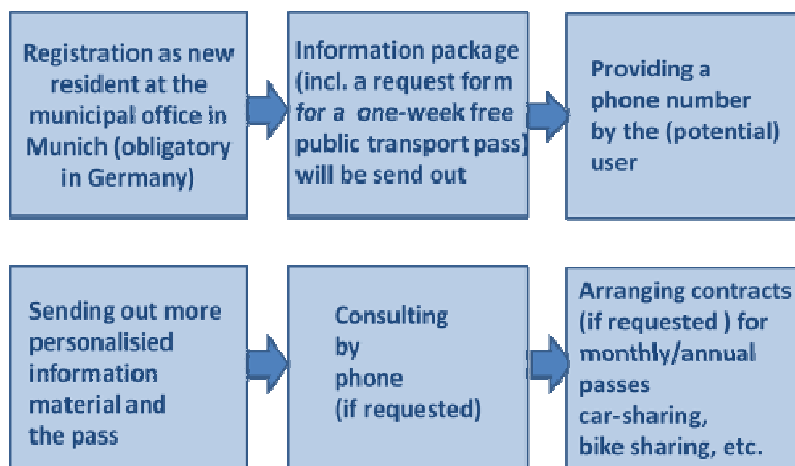 Registration as new
resident at the
municipal office in
Munich (obligatory
in Germany)
Information package
(incl. a request form
for a one-week free
public transport pass)
will be send out
Providing a
phone number
by the (potential)
user
Sending out more
personalisied
information
material and
the pass
Consulting
by
phone
(if requested)
Arranging contracts
(if requested ) for
monthly/annual
passes
car-sharing,
bike sharing, etc.